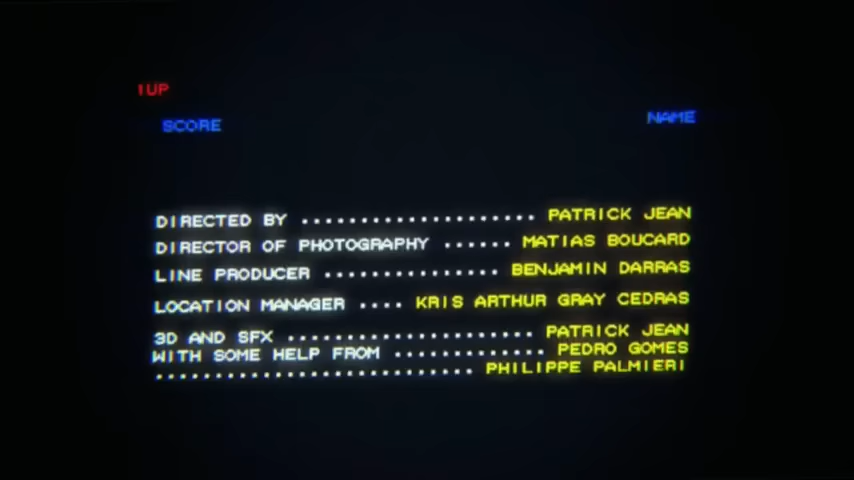 1UP
SCORE NAME
DIRECTED BY .................... PATRICK JEAN
DIRECTOR OF PHOTOGRAPHY ...... MATIAS BOUCARD
LINE PRODUCER ............... BENJAMIN DARRAS
LOCATION MANAGER .... KRIS ARTHUR GRAY CEDRAS
3D AND SFX ..................... PATRICK JEAN
WITH SOME HELP FROM ............. PEDRO GOMES
........................... PHILIPPE PALMIERI